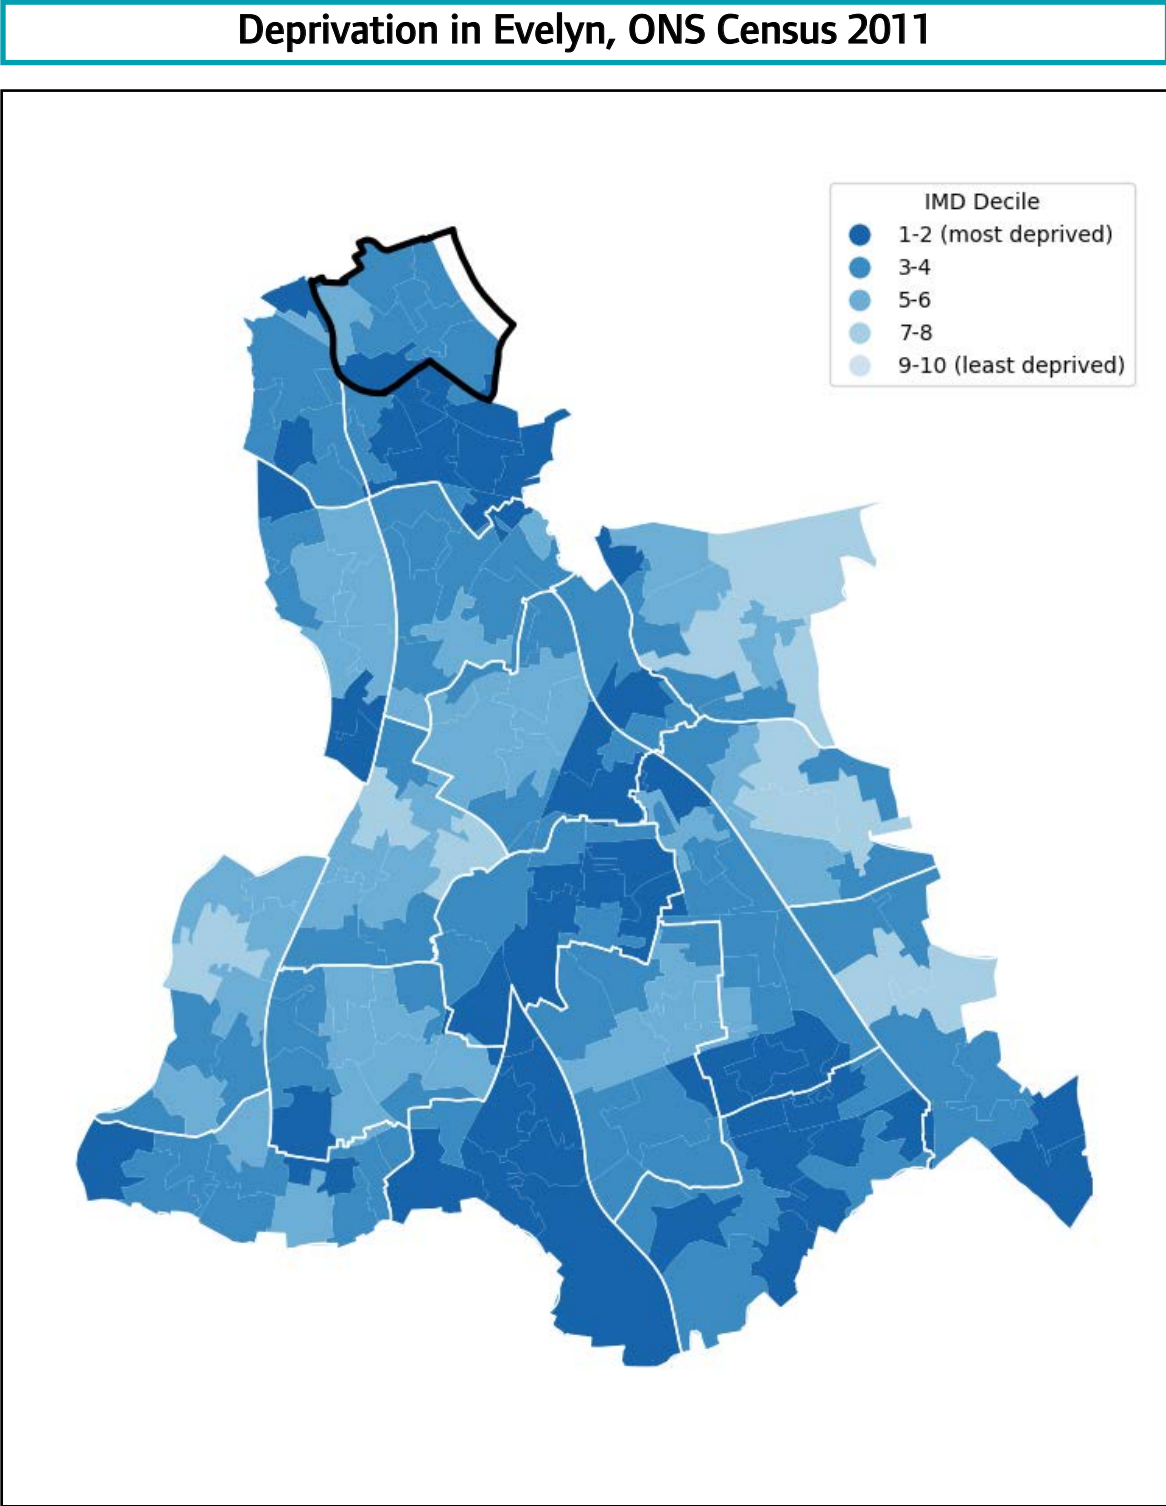 Deprivation in Evelyn, ONS Census 2011
IMD Decile
1-2 (most deprived)
3-4
5-6
7-8
9-10 (least deprived)